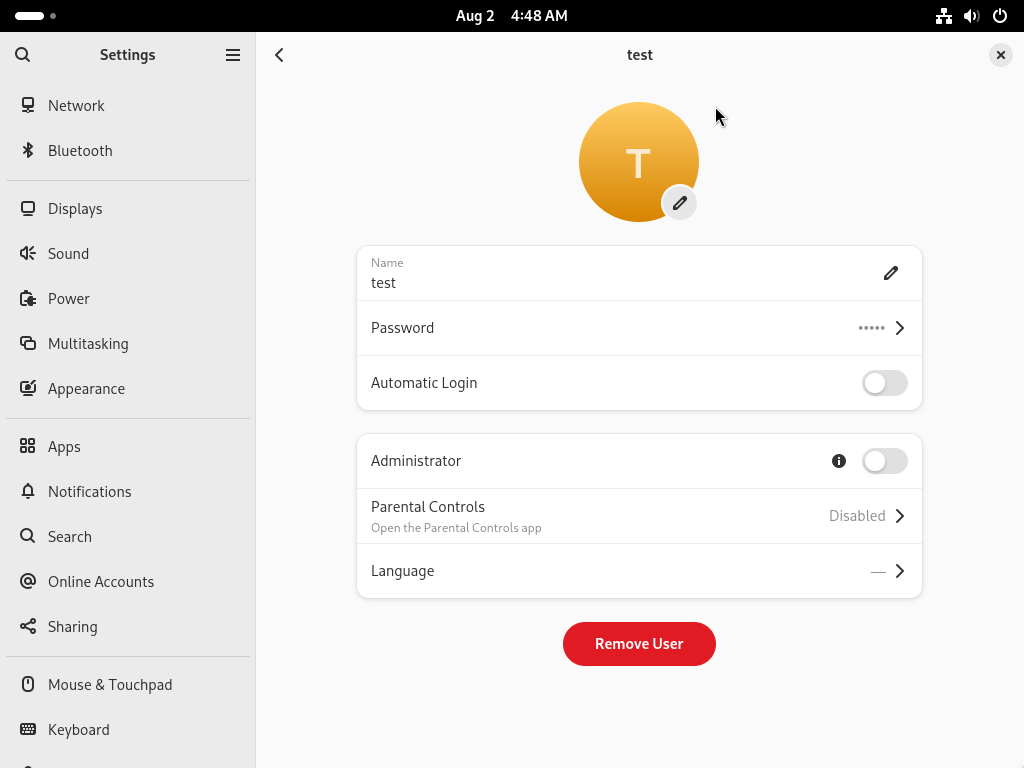 Aug 2 4:48 AM
Settings
test
Network
Bluetooth
Displays
Sound
Power
Multitasking
Appearance
Apps
Notifications
Search
Online Accounts
Sharing
Mouse & Touchpad
Keyboard
T
Name
test
Password •••••
Automatic Login
Administrator
Parental Controls
Open the Parental Controls app
Disabled
Language —
Remove User